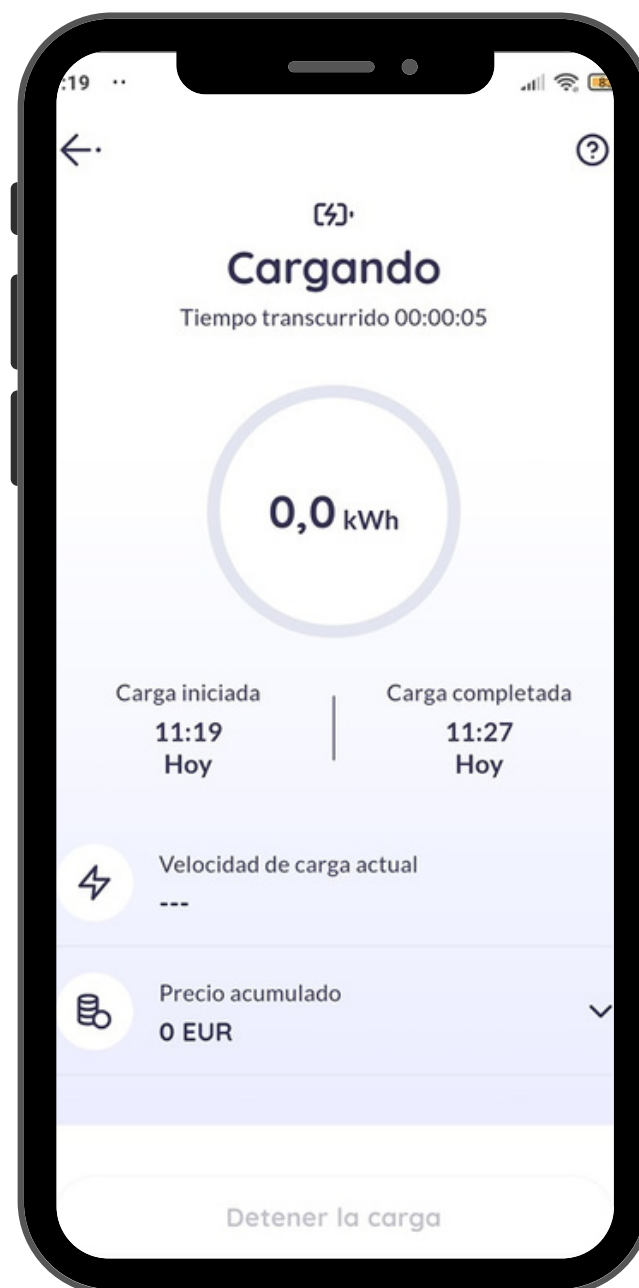 :19
Cargando
Tiempo transcurrido 00:00:05
0,0 kWh
Carga iniciada
11:19
Hoy
Carga completada
11:27
Hoy
Velocidad de carga actual
---
Precio acumulado
0 EUR
Detener la carga